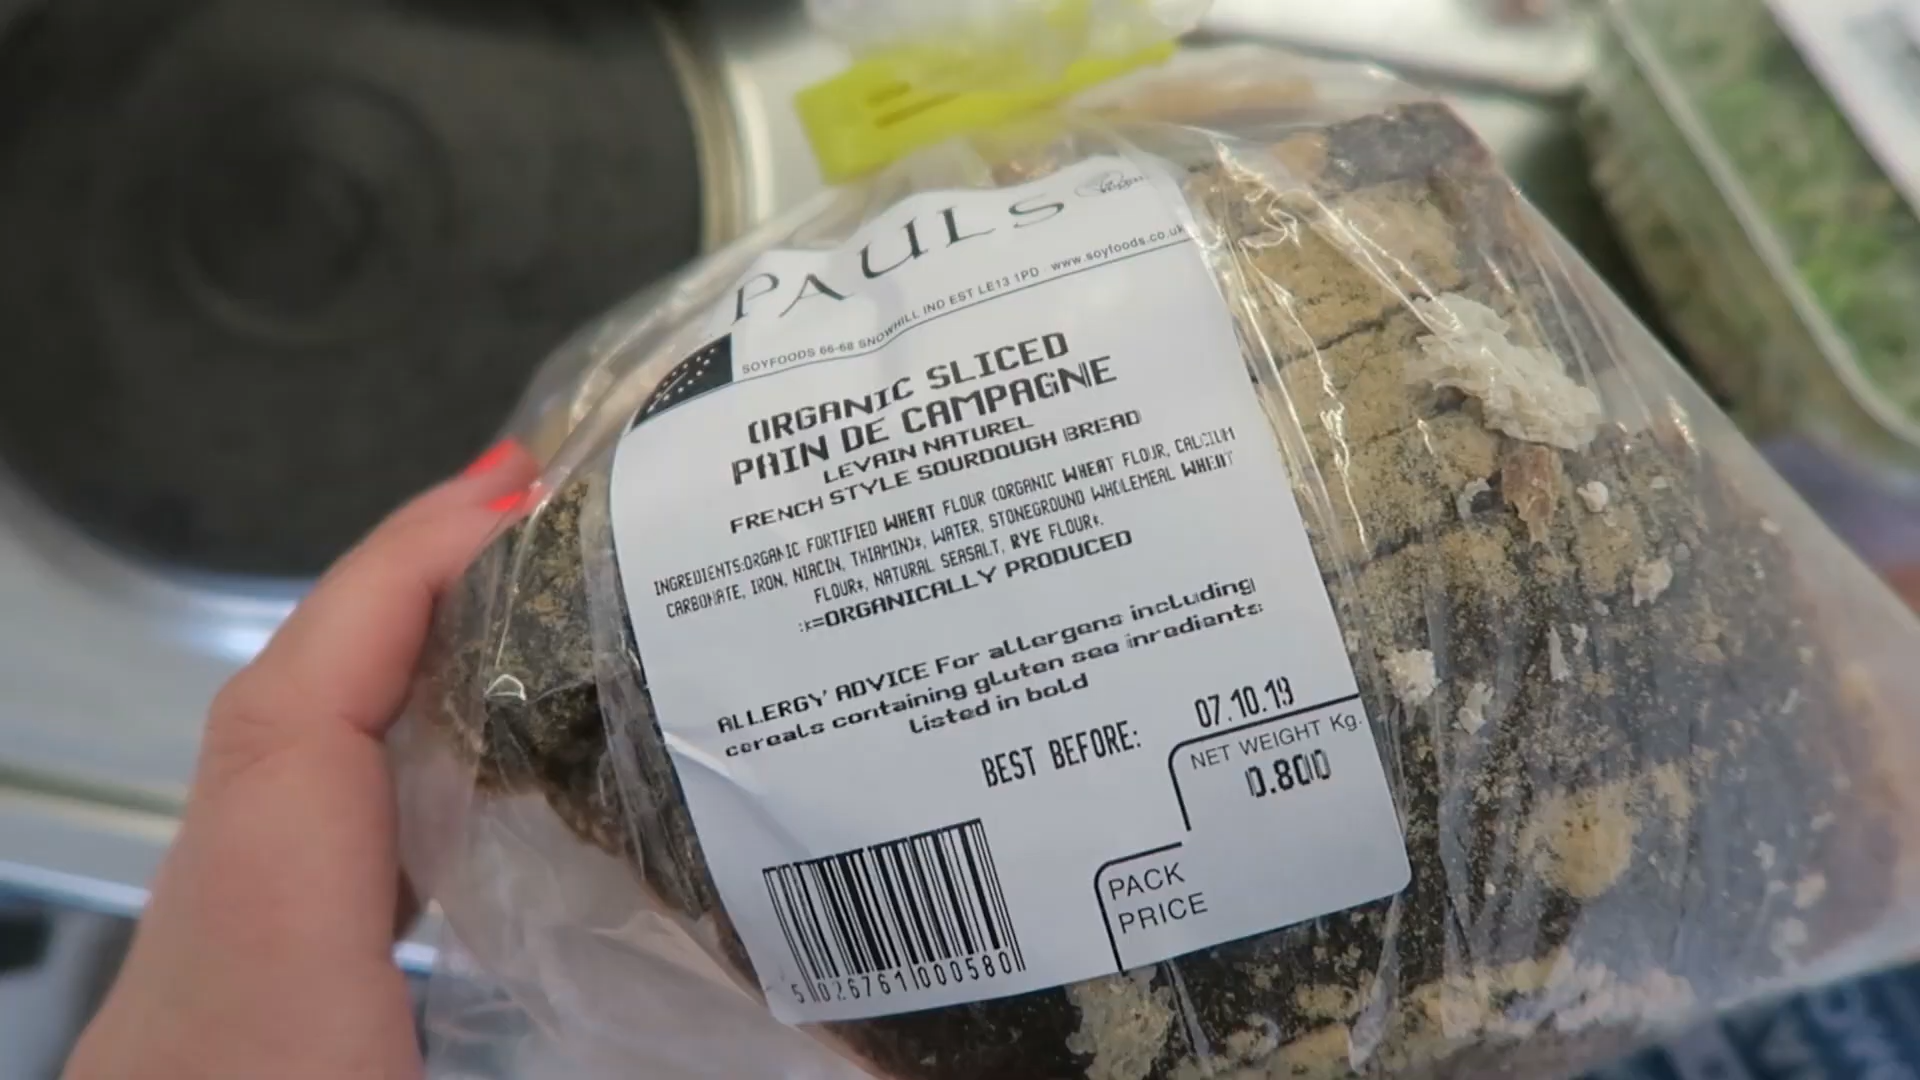 PAULS
SOYFOODS 66-68 SNOWHILL IND EST LE13 1PD www.soyfoods.co.uk
ORGANIC SLICED
PAIN DE CAMPAGNE
LEVAIN NATUREL
FRENCH STYLE SOURDOUGH BREAD
INGREDIENTS:ORGANIC FORTIFIED WHEAT FLOUR (ORGANIC WHEAT FLOUR, CALCIUM
CARBONATE, IRON, NIACIN, THIAMIN)*, WATER, STONEGROUND WHOLEMEAL WHEAT
FLOUR*, NATURAL SEASALT, RYE FLOUR*.
*=ORGANICALLY PRODUCED
ALLERGY ADVICE For allergens including
cereals containing gluten see inredients
listed in bold
BEST BEFORE: 07.10.19
NET WEIGHT Kg.
0.800
PACK
PRICE
5 026761 000580